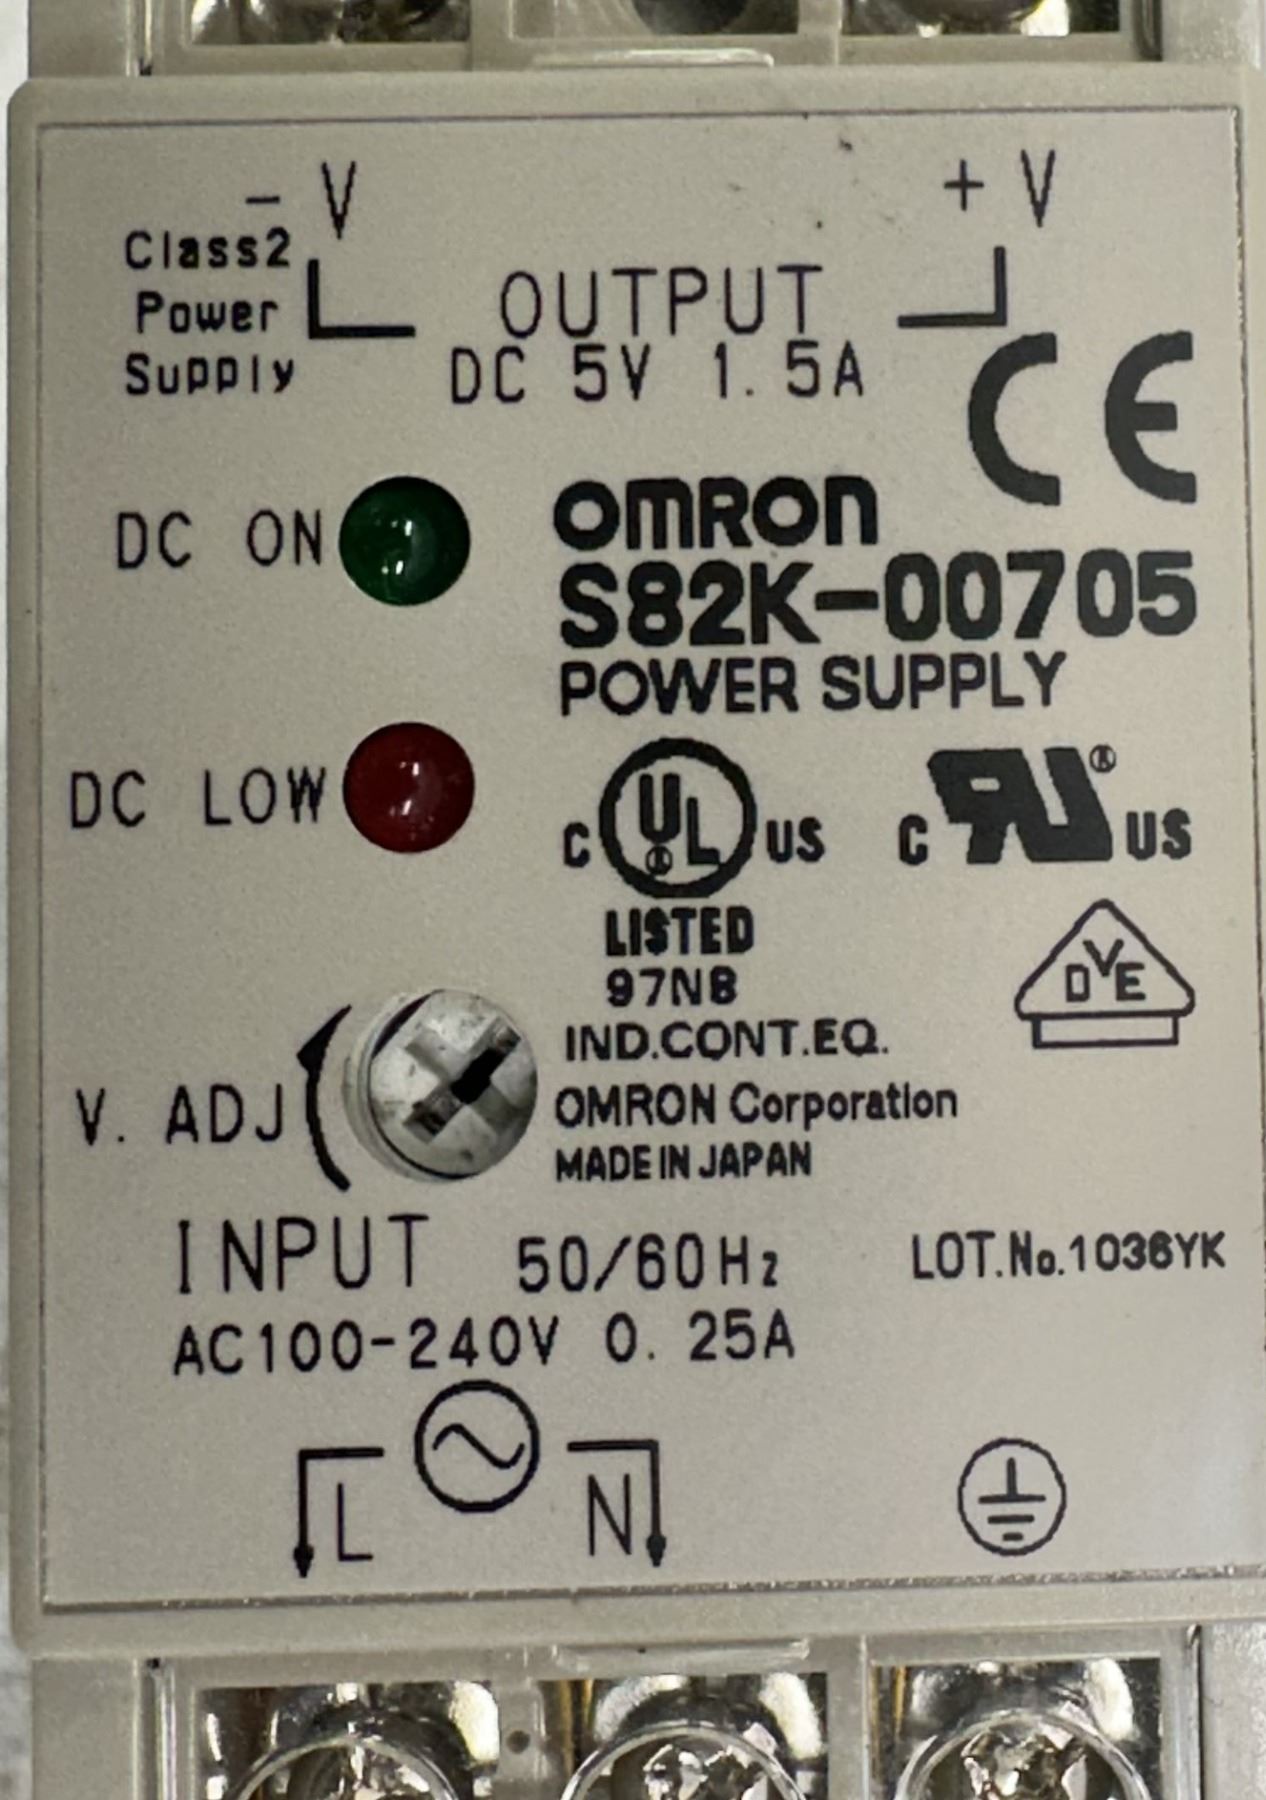 - V
+ V
Class2
Power
Supply
OUTPUT
DC 5V 1.5A
CE
DC ON
OMRON
S82K-00705
POWER SUPPLY
DC LOW
C UL® US
C RU® US
LISTED
97N8
DVE
IND.CONT.EQ.
V. ADJ
OMRON Corporation
MADE IN JAPAN
INPUT 50/60Hz
LOT.No.1036YK
AC100-240V 0.25A
L
N